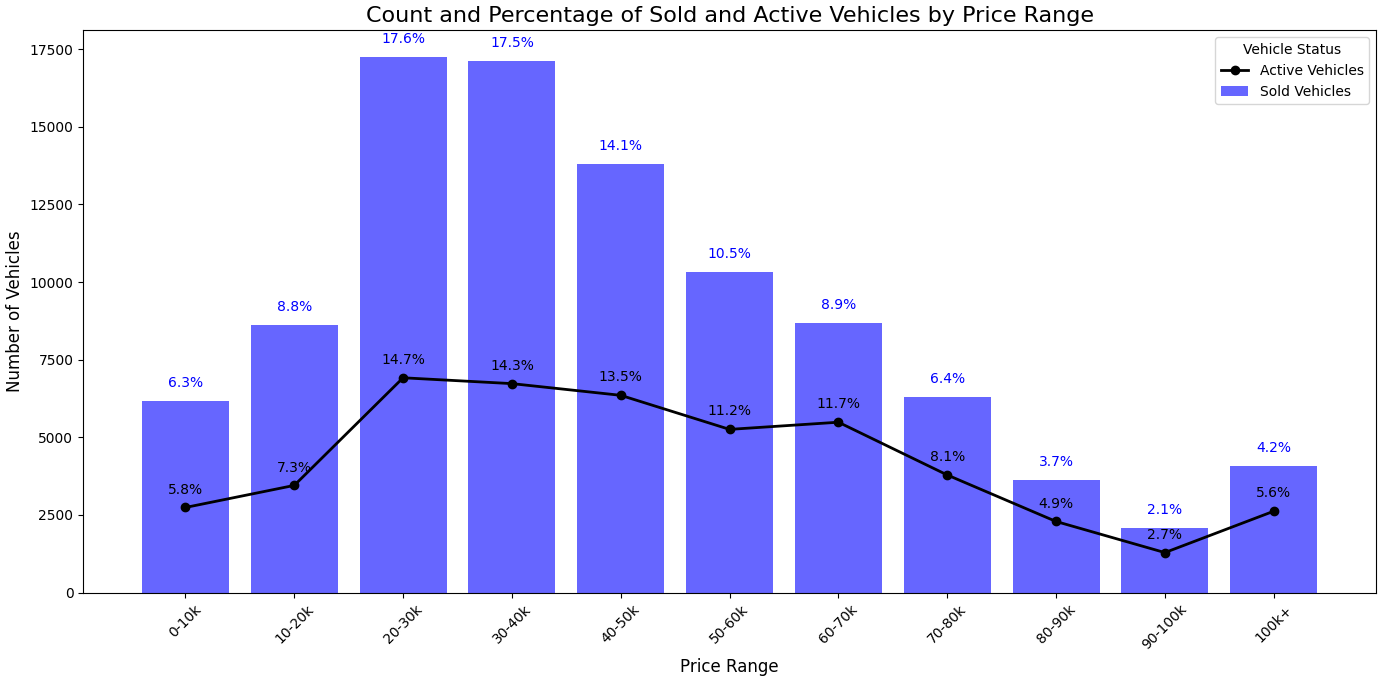 Count and Percentage of Sold and Active Vehicles by Price Range
Number of Vehicles
17500
15000
12500
10000
7500
5000
2500
0
17.6%
17.5%
14.1%
10.5%
8.9%
8.8%
6.3%
6.4%
3.7%
2.1%
4.2%
14.7%
14.3%
13.5%
11.2%
11.7%
7.3%
5.8%
8.1%
4.9%
2.7%
5.6%
Vehicle Status
Active Vehicles
Sold Vehicles
0-10k
10-20k
20-30k
30-40k
40-50k
50-60k
60-70k
70-80k
80-90k
90-100k
100k+
Price Range